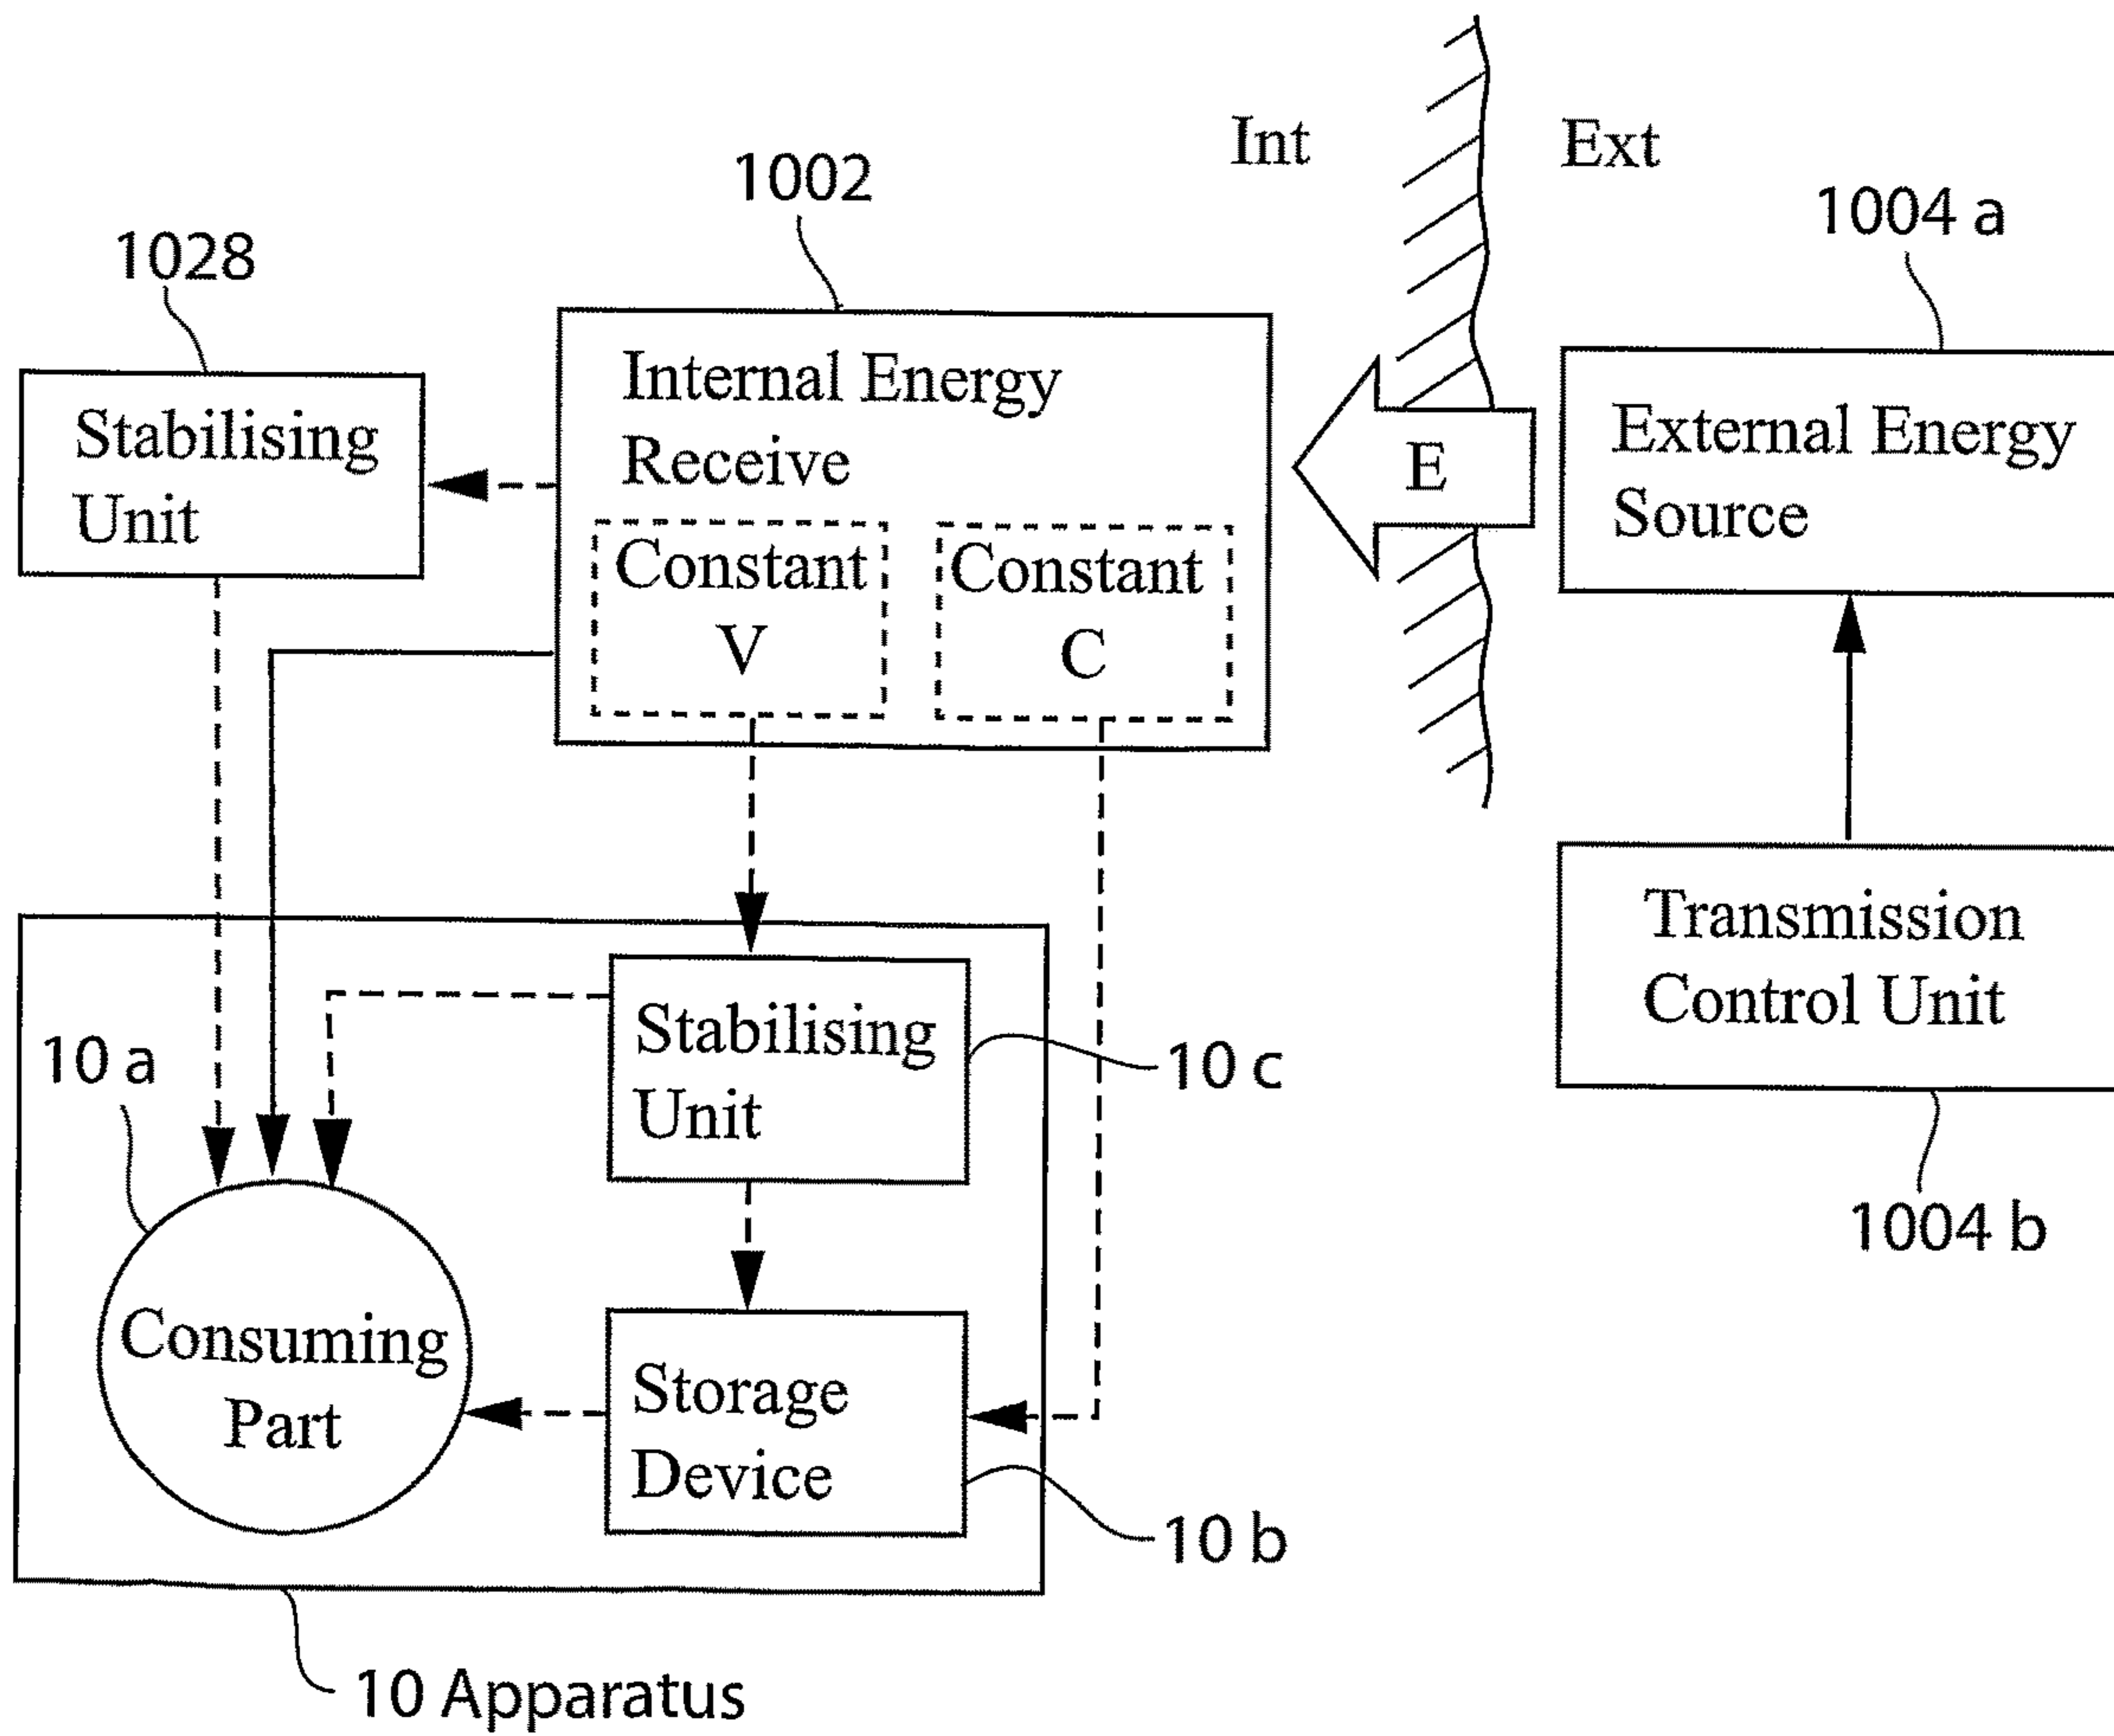 Int
Ext
1002
1004 a
1028
Internal Energy
Receive
Stabilising
Unit
Constant
V
Constant
C
E
External Energy
Source
Transmission
Control Unit
1004 b
10 a
Stabilising
Unit
10 c
Consuming
Part
Storage
Device
10 b
10 Apparatus